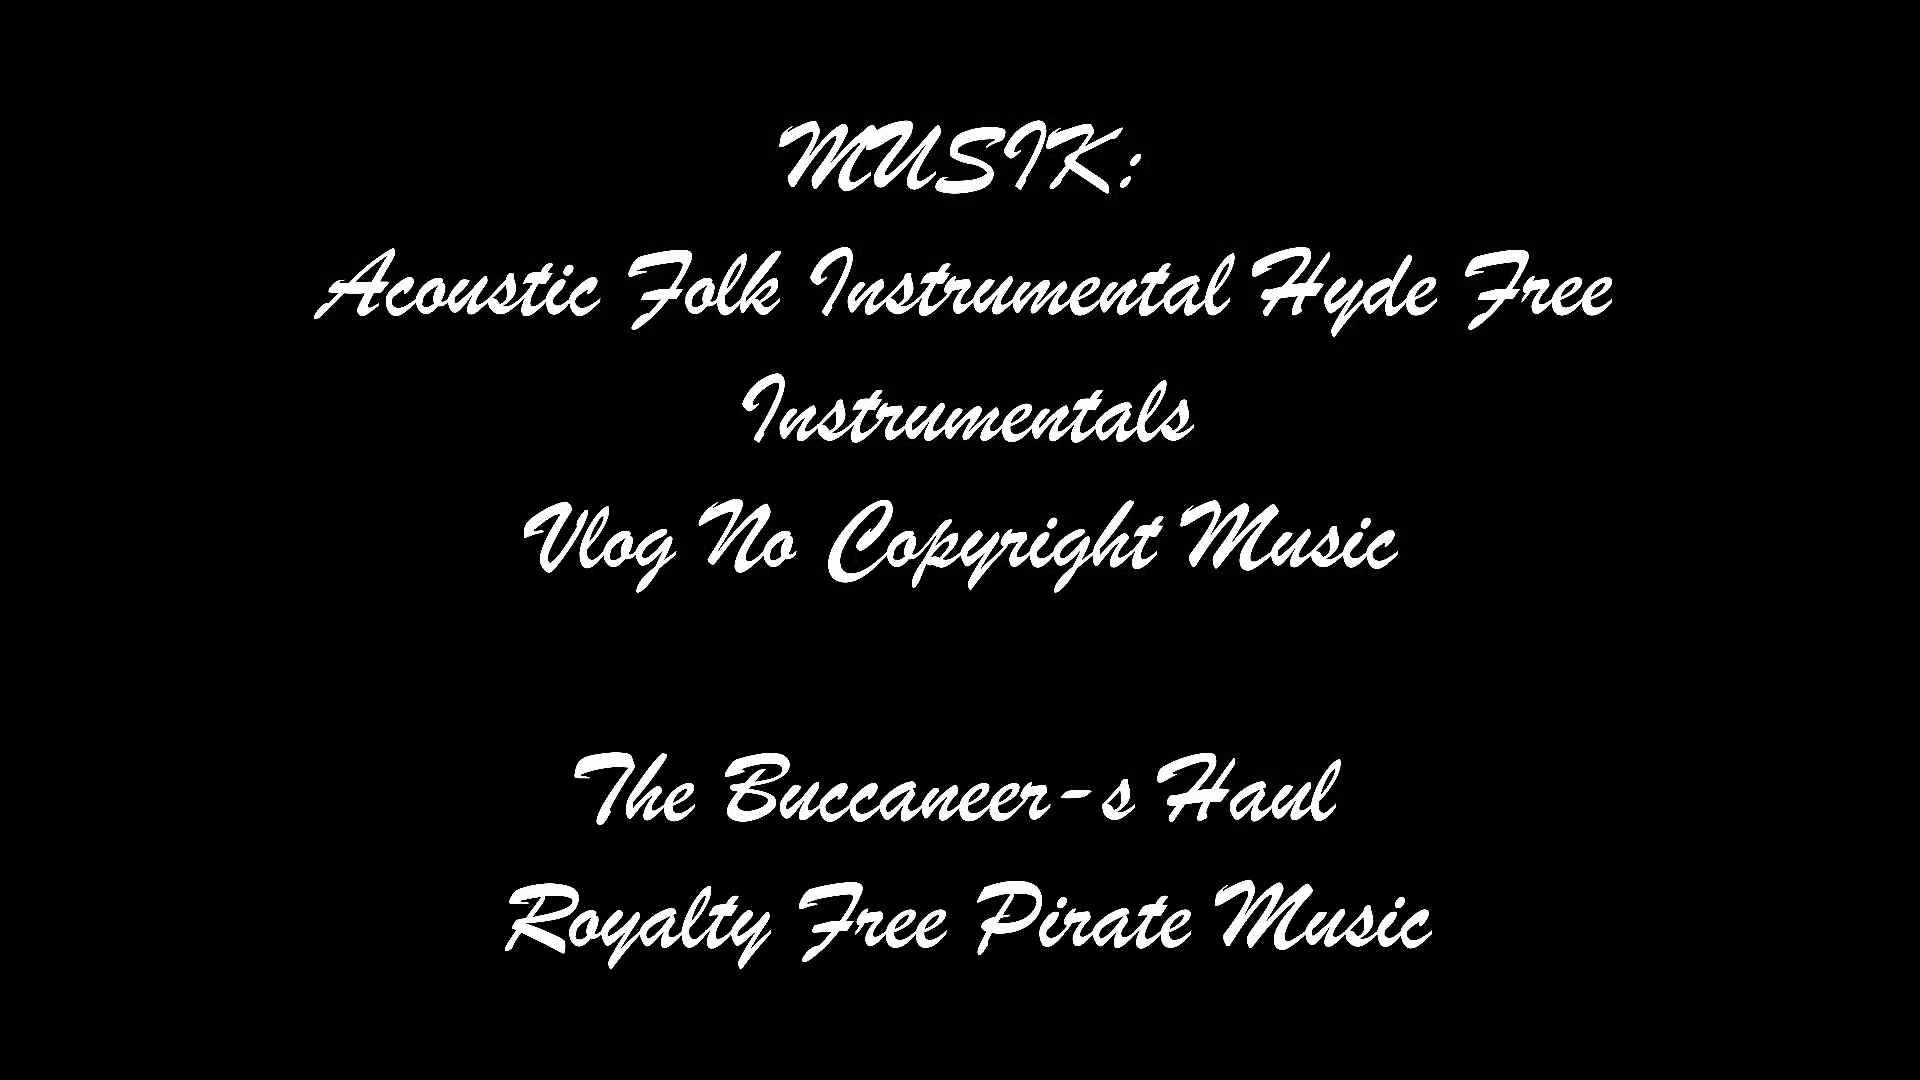 MUSIK:
Acoustic Folk Instrumental Hyde Free
Instrumentals
Vlog No Copyright Music
The Buccaneer-s Haul
Royalty Free Pirate Music